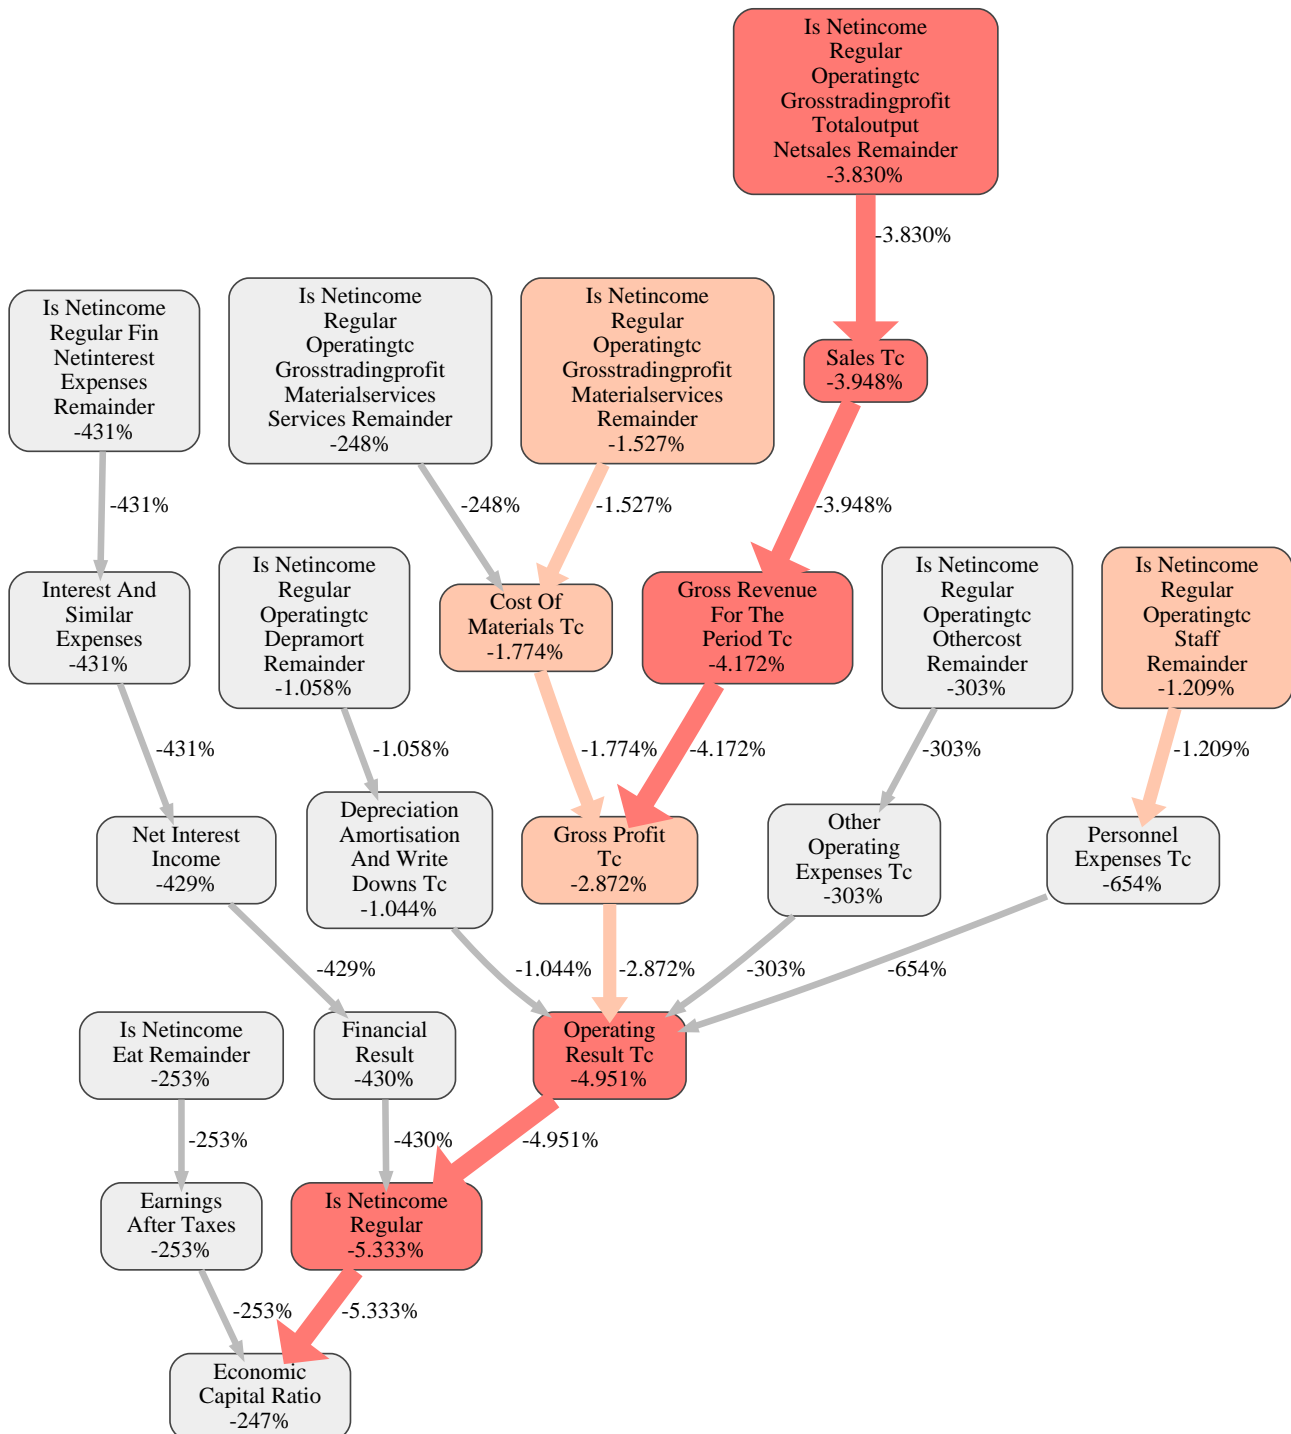 Is Netincome
Regular
Operatingtc
Grosstradingprofit
Totaloutput
Netsales Remainder
-3.830%
-3.830%
Is Netincome
Regular Fin
Netinterest
Expenses
Remainder
-431%
Is Netincome
Regular
Operatingtc
Grosstradingprofit
Materialservices
Services Remainder
-248%
Is Netincome
Regular
Operatingtc
Grosstradingprofit
Materialservices
Remainder
-1.527%
Sales Tc
-3.948%
-431%
-248%
-1.527%
-3.948%
Interest And
Similar
Expenses
-431%
Is Netincome
Regular
Operatingtc
Depramort
Remainder
-1.058%
Cost Of
Materials Tc
-1.774%
Gross Revenue
For The
Period Tc
-4.172%
Is Netincome
Regular
Operatingtc
Othercost
Remainder
-303%
Is Netincome
Regular
Operatingtc
Staff
Remainder
-1.209%
-431%
-1.058%
-1.774%
-4.172%
-303%
-1.209%
Net Interest
Income
-429%
Depreciation
Amortisation
And Write
Downs Tc
-1.044%
Gross Profit
Tc
-2.872%
Other
Operating
Expenses Tc
-303%
Personnel
Expenses Tc
-654%
-429%
-1.044%
-2.872%
-303%
-654%
Is Netincome
Eat Remainder
-253%
Financial
Result
-430%
Operating
Result Tc
-4.951%
-253%
-430%
-4.951%
Earnings
After Taxes
-253%
Is Netincome
Regular
-5.333%
-253%
-5.333%
Economic
Capital Ratio
-247%